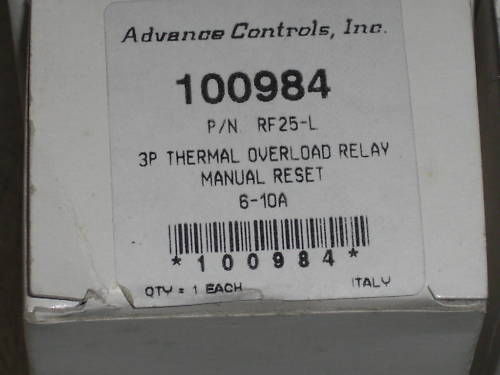 Advance Controls, Inc.
100984
P/N RF25-L
3P THERMAL OVERLOAD RELAY
MANUAL RESET
6-10A
*100984*
QTY = 1 EACH ITALY